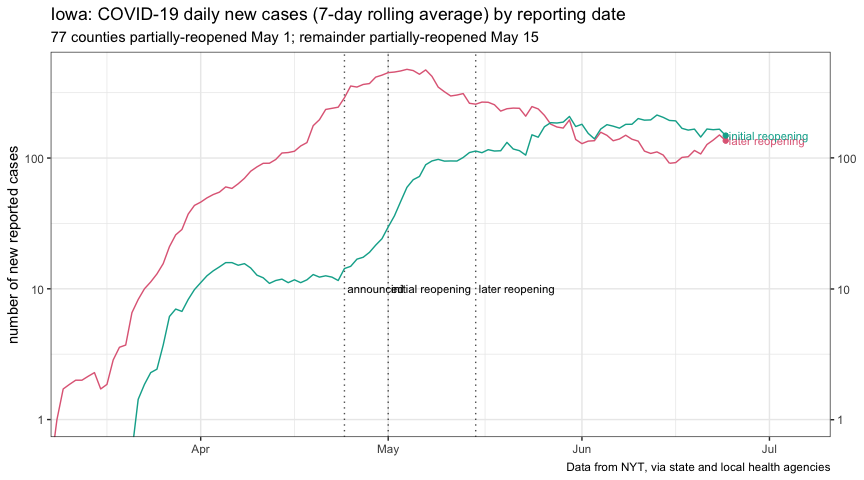 Iowa: COVID-19 daily new cases (7-day rolling average) by reporting date
77 counties partially-reopened May 1; remainder partially-reopened May 15
number of new reported cases
100
10
1
100
10
1
initial reopening
later reopening
announced
initial reopening
later reopening
Apr
May
Jun
Jul
Data from NYT, via state and local health agencies